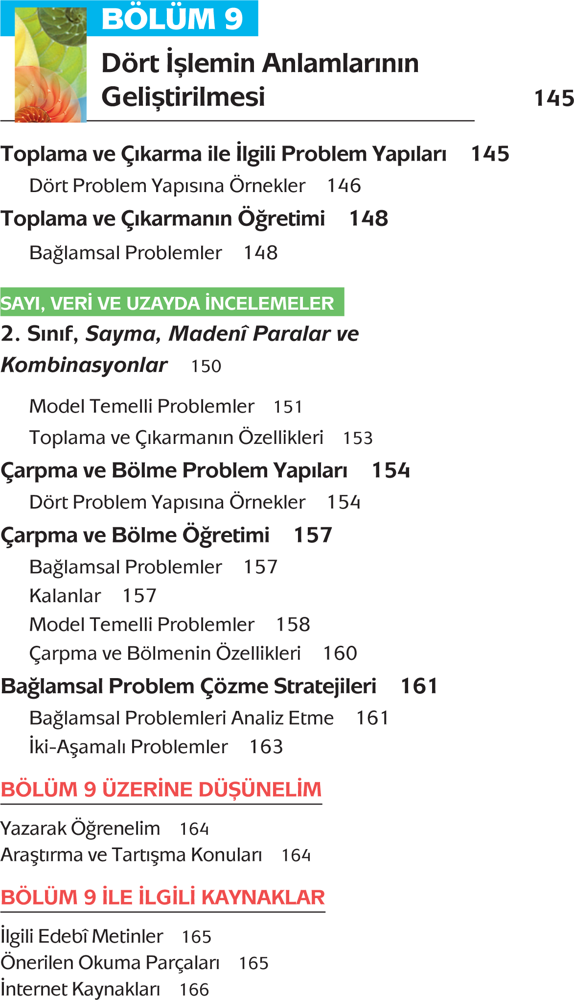 BÖLÜM 9
Dört İşlemin Anlamlarının
Geliştirilmesi 145
Toplama ve Çıkarma ile İlgili Problem Yapıları 145
Dört Problem Yapısına Örnekler 146
Toplama ve Çıkarmanın Öğretimi 148
Bağlamsal Problemler 148
SAYI, VERİ VE UZAYDA İNCELEMELER
2. Sınıf, Sayma, Madenî Paralar ve
Kombinasyonlar 150
Model Temelli Problemler 151
Toplama ve Çıkarmanın Özellikleri 153
Çarpma ve Bölme Problem Yapıları 154
Dört Problem Yapısına Örnekler 154
Çarpma ve Bölme Öğretimi 157
Bağlamsal Problemler 157
Kalanlar 157
Model Temelli Problemler 158
Çarpma ve Bölmenin Özellikleri 160
Bağlamsal Problem Çözme Stratejileri 161
Bağlamsal Problemleri Analiz Etme 161
İki-Aşamalı Problemler 163
BÖLÜM 9 ÜZERİNE DÜŞÜNELİM
Yazarak Öğrenelim 164
Araştırma ve Tartışma Konuları 164
BÖLÜM 9 İLE İLGİLİ KAYNAKLAR
İlgili Edebî Metinler 165
Önerilen Okuma Parçaları 165
İnternet Kaynakları 166